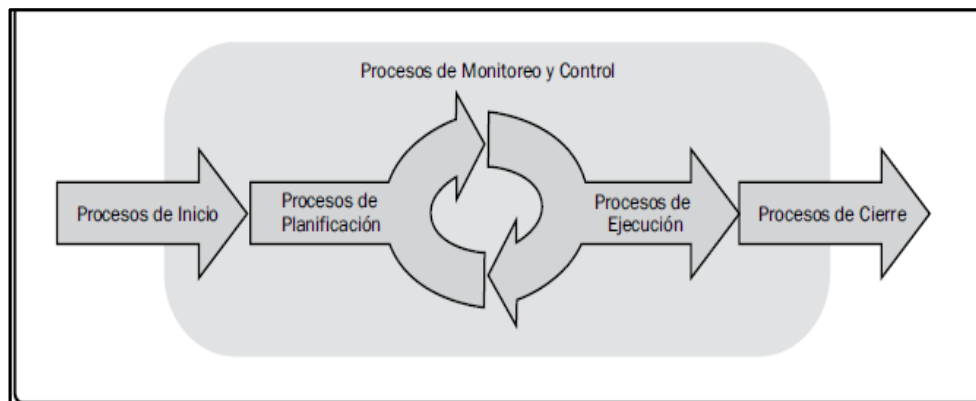 Procesos de Monitoreo y Control
Procesos de Inicio
Procesos de
Planificación
Procesos de
Ejecución
Procesos de Cierre